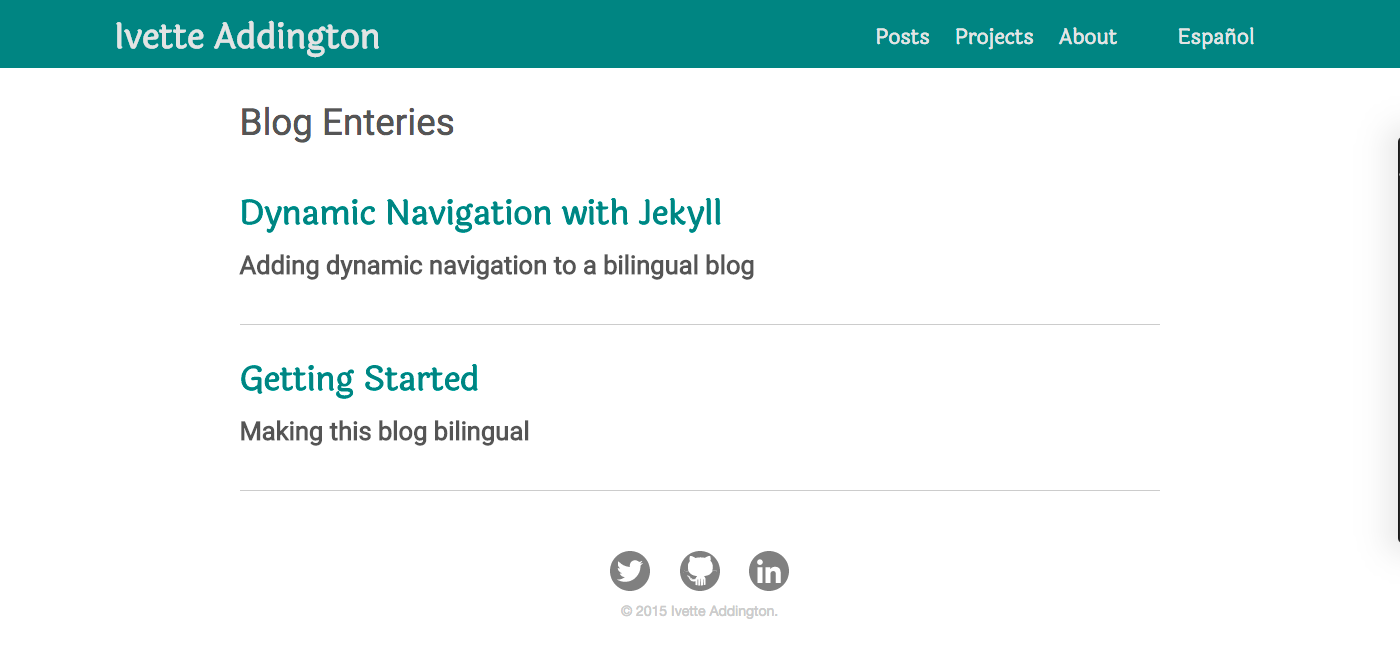 Ivette Addington
Posts Projects About Español
Blog Enteries
Dynamic Navigation with Jekyll
Adding dynamic navigation to a bilingual blog
Getting Started
Making this blog bilingual
in
© 2015 Ivette Addington.